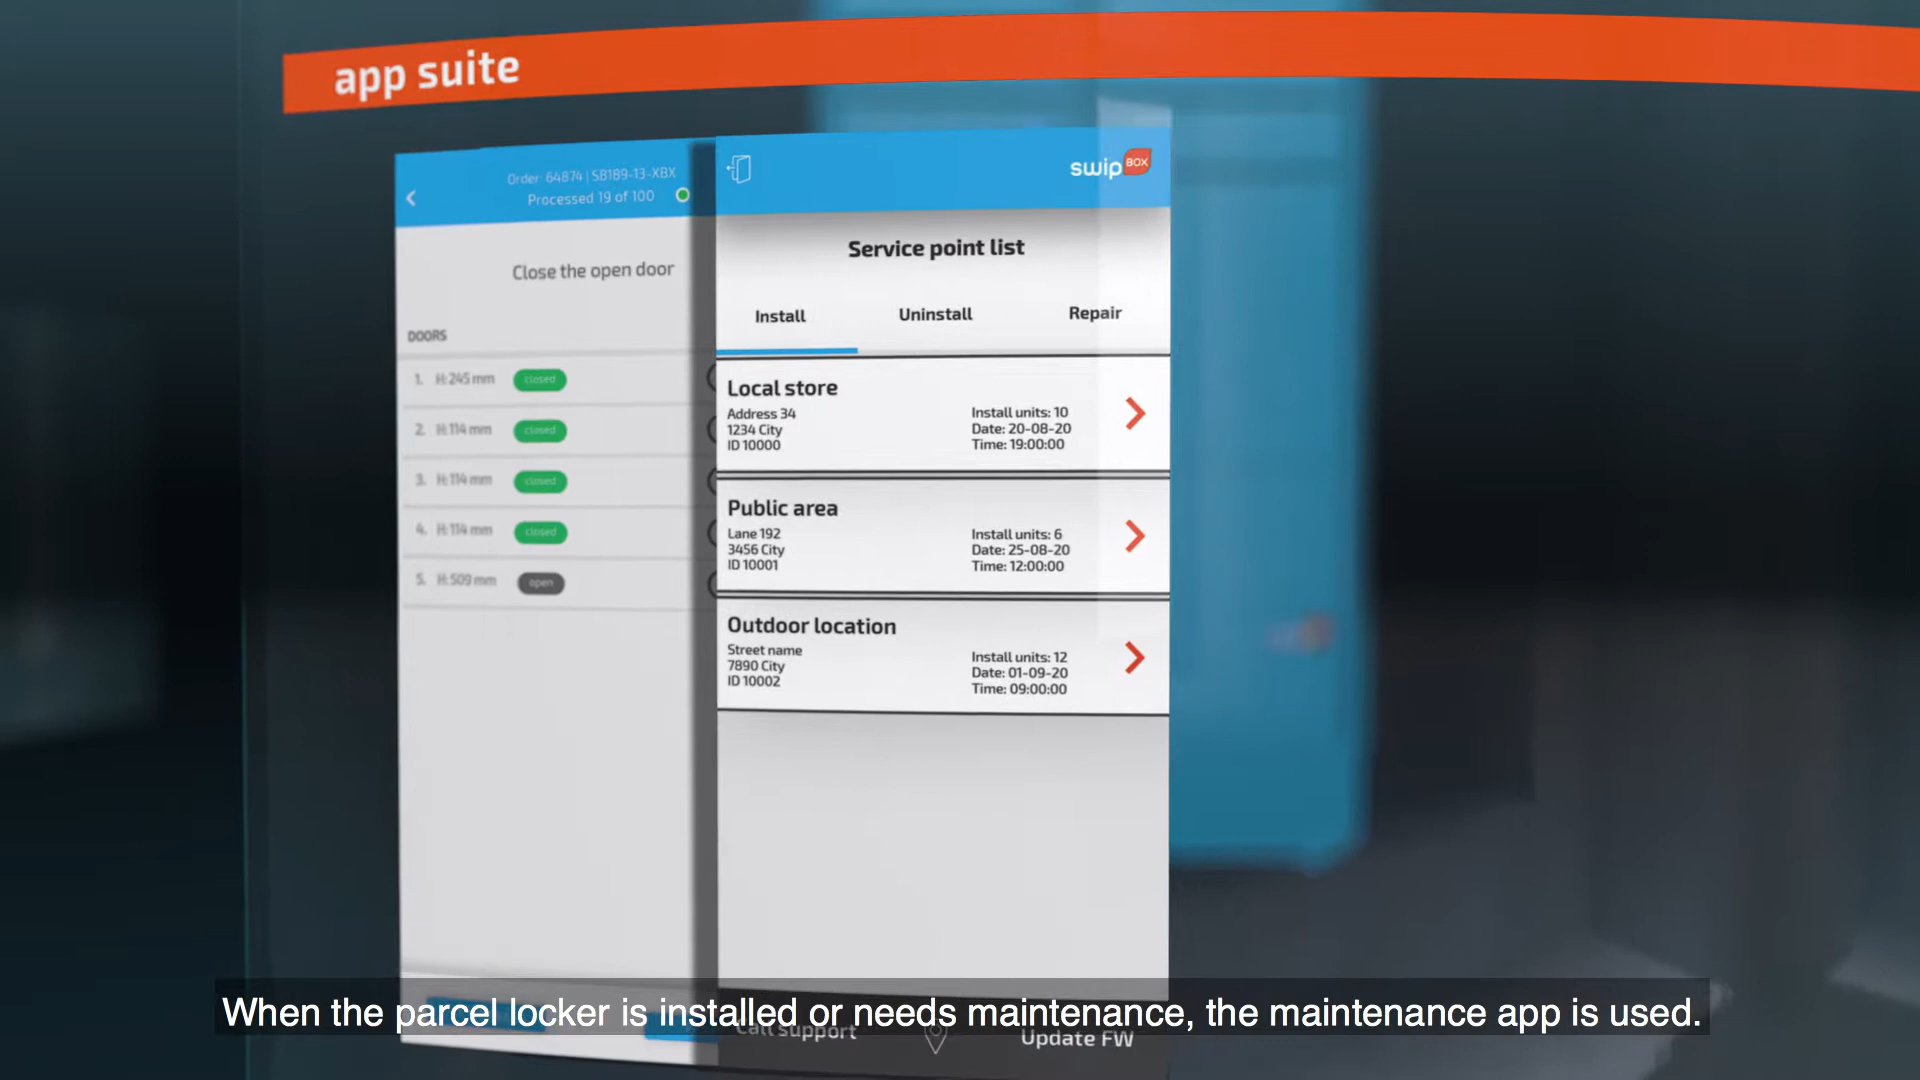 app suite
Order: 64874 | SB189-13-XBX
Processed 19 of 100
Close the open door
DOORS
1. H: 245 mm closed
2. H: 114 mm closed
3. H: 114 mm closed
4. H: 114 mm closed
5. H: 509 mm open
swip BOX
Service point list
Install Uninstall Repair
Local store
Address 34
1234 City
ID 10000
Install units: 10
Date: 20-08-20
Time: 19:00:00
Public area
Lane 192
3456 City
ID 10001
Install units: 6
Date: 25-08-20
Time: 12:00:00
Outdoor location
Street name
7890 City
ID 10002
Install units: 12
Date: 01-09-20
Time: 09:00:00
When the parcel locker is installed or needs maintenance, the maintenance app is used.
Call support Update FW